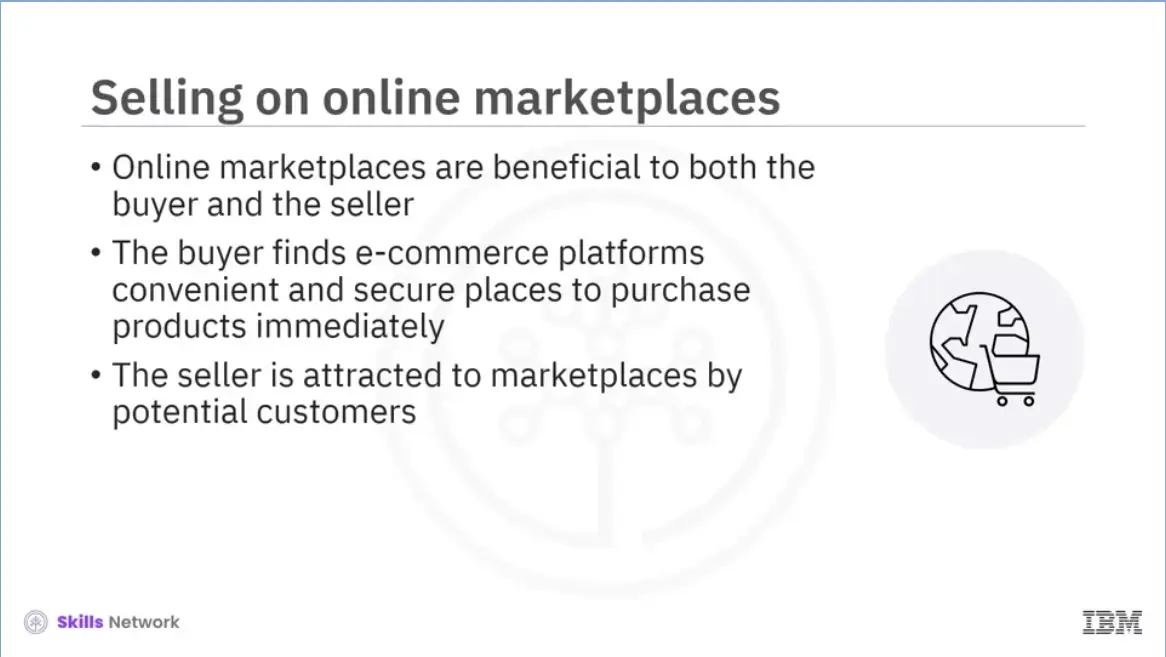 Selling on online marketplaces
• Online marketplaces are beneficial to both the
buyer and the seller
• The buyer finds e-commerce platforms
convenient and secure places to purchase
products immediately
• The seller is attracted to marketplaces by
potential customers
Skills Network
IBM